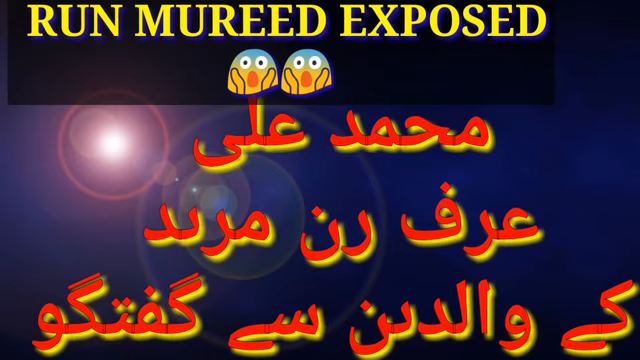 RUN MUREED EXPOSED
😱😱
محمد علی
عرف رن مرید
کے والدین سے گفتگو